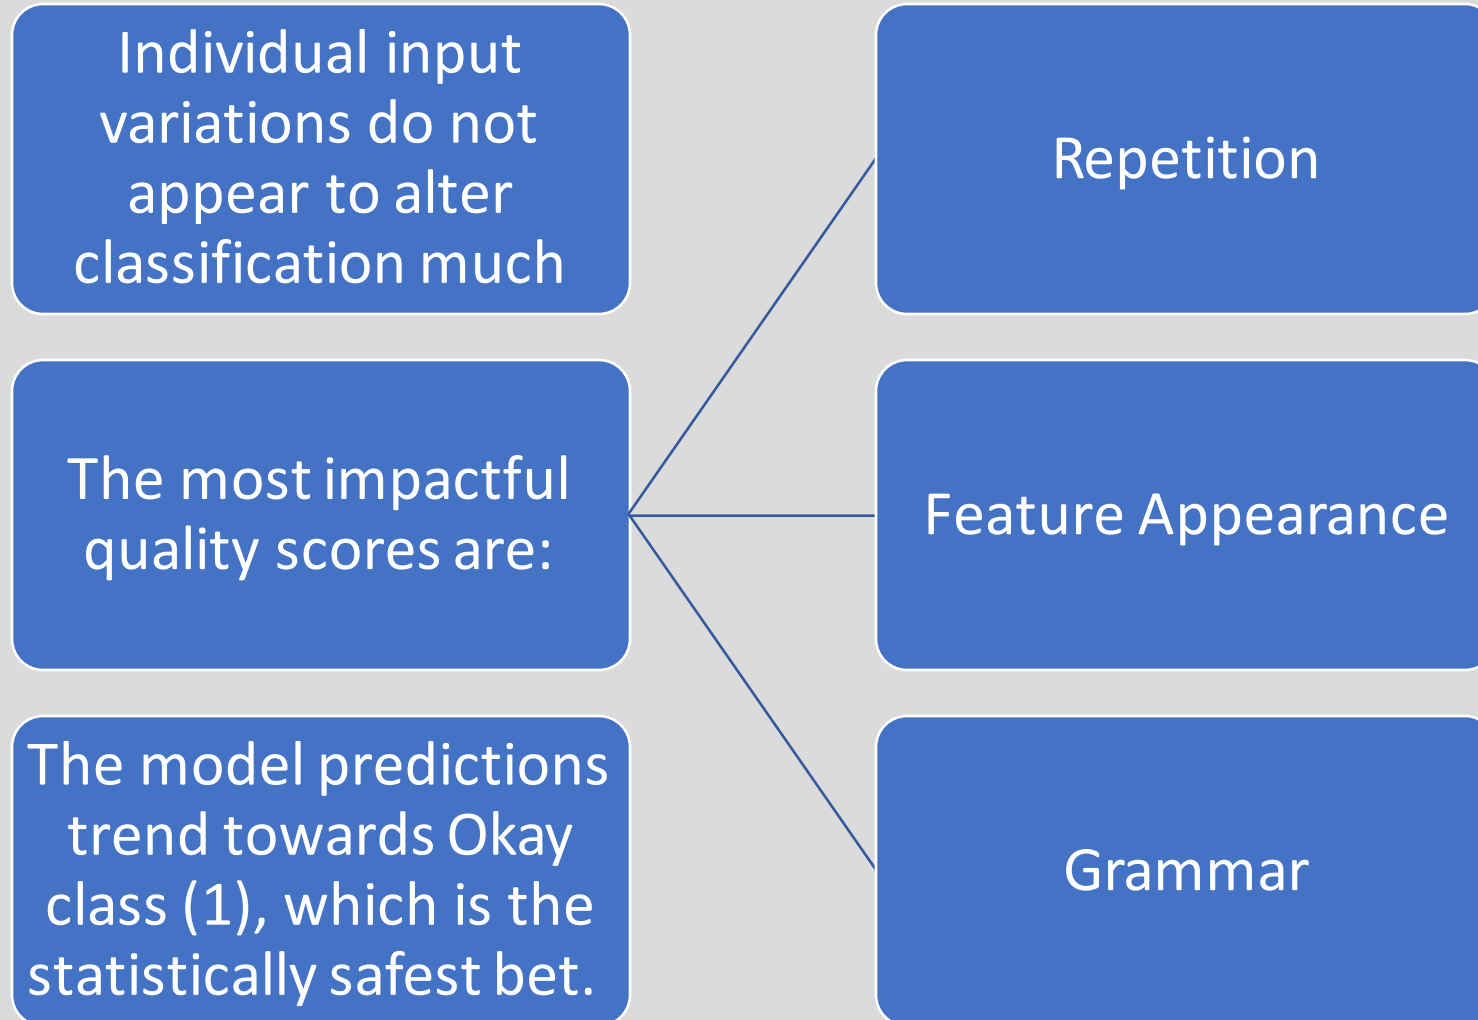 Individual input
variations do not
appear to alter
classification much
The most impactful
quality scores are:
Repetition
Feature Appearance
Grammar
The model predictions
trend towards Okay
class (1), which is the
statistically safest bet.